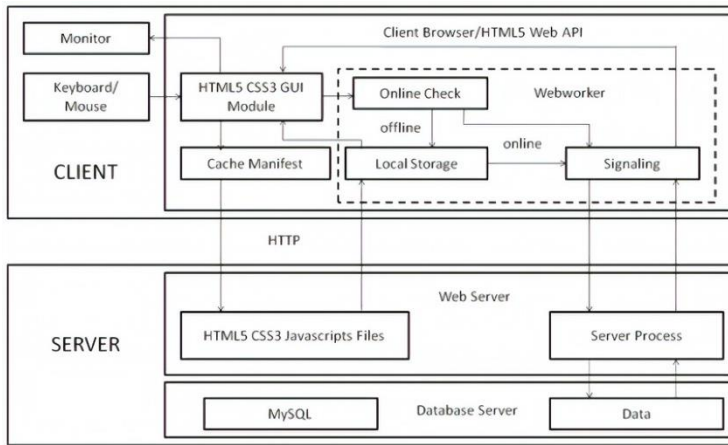 Monitor
Client Browser/HTML5 Web API
Keyboard/
Mouse
HTML5 CSS3 GUI
Module
Online Check
Webworker
offline
online
CLIENT
Cache Manifest
Local Storage
Signaling
HTTP
Web Server
SERVER
HTML5 CSS3 Javascripts Files
Server Process
MySQL
Database Server
Data